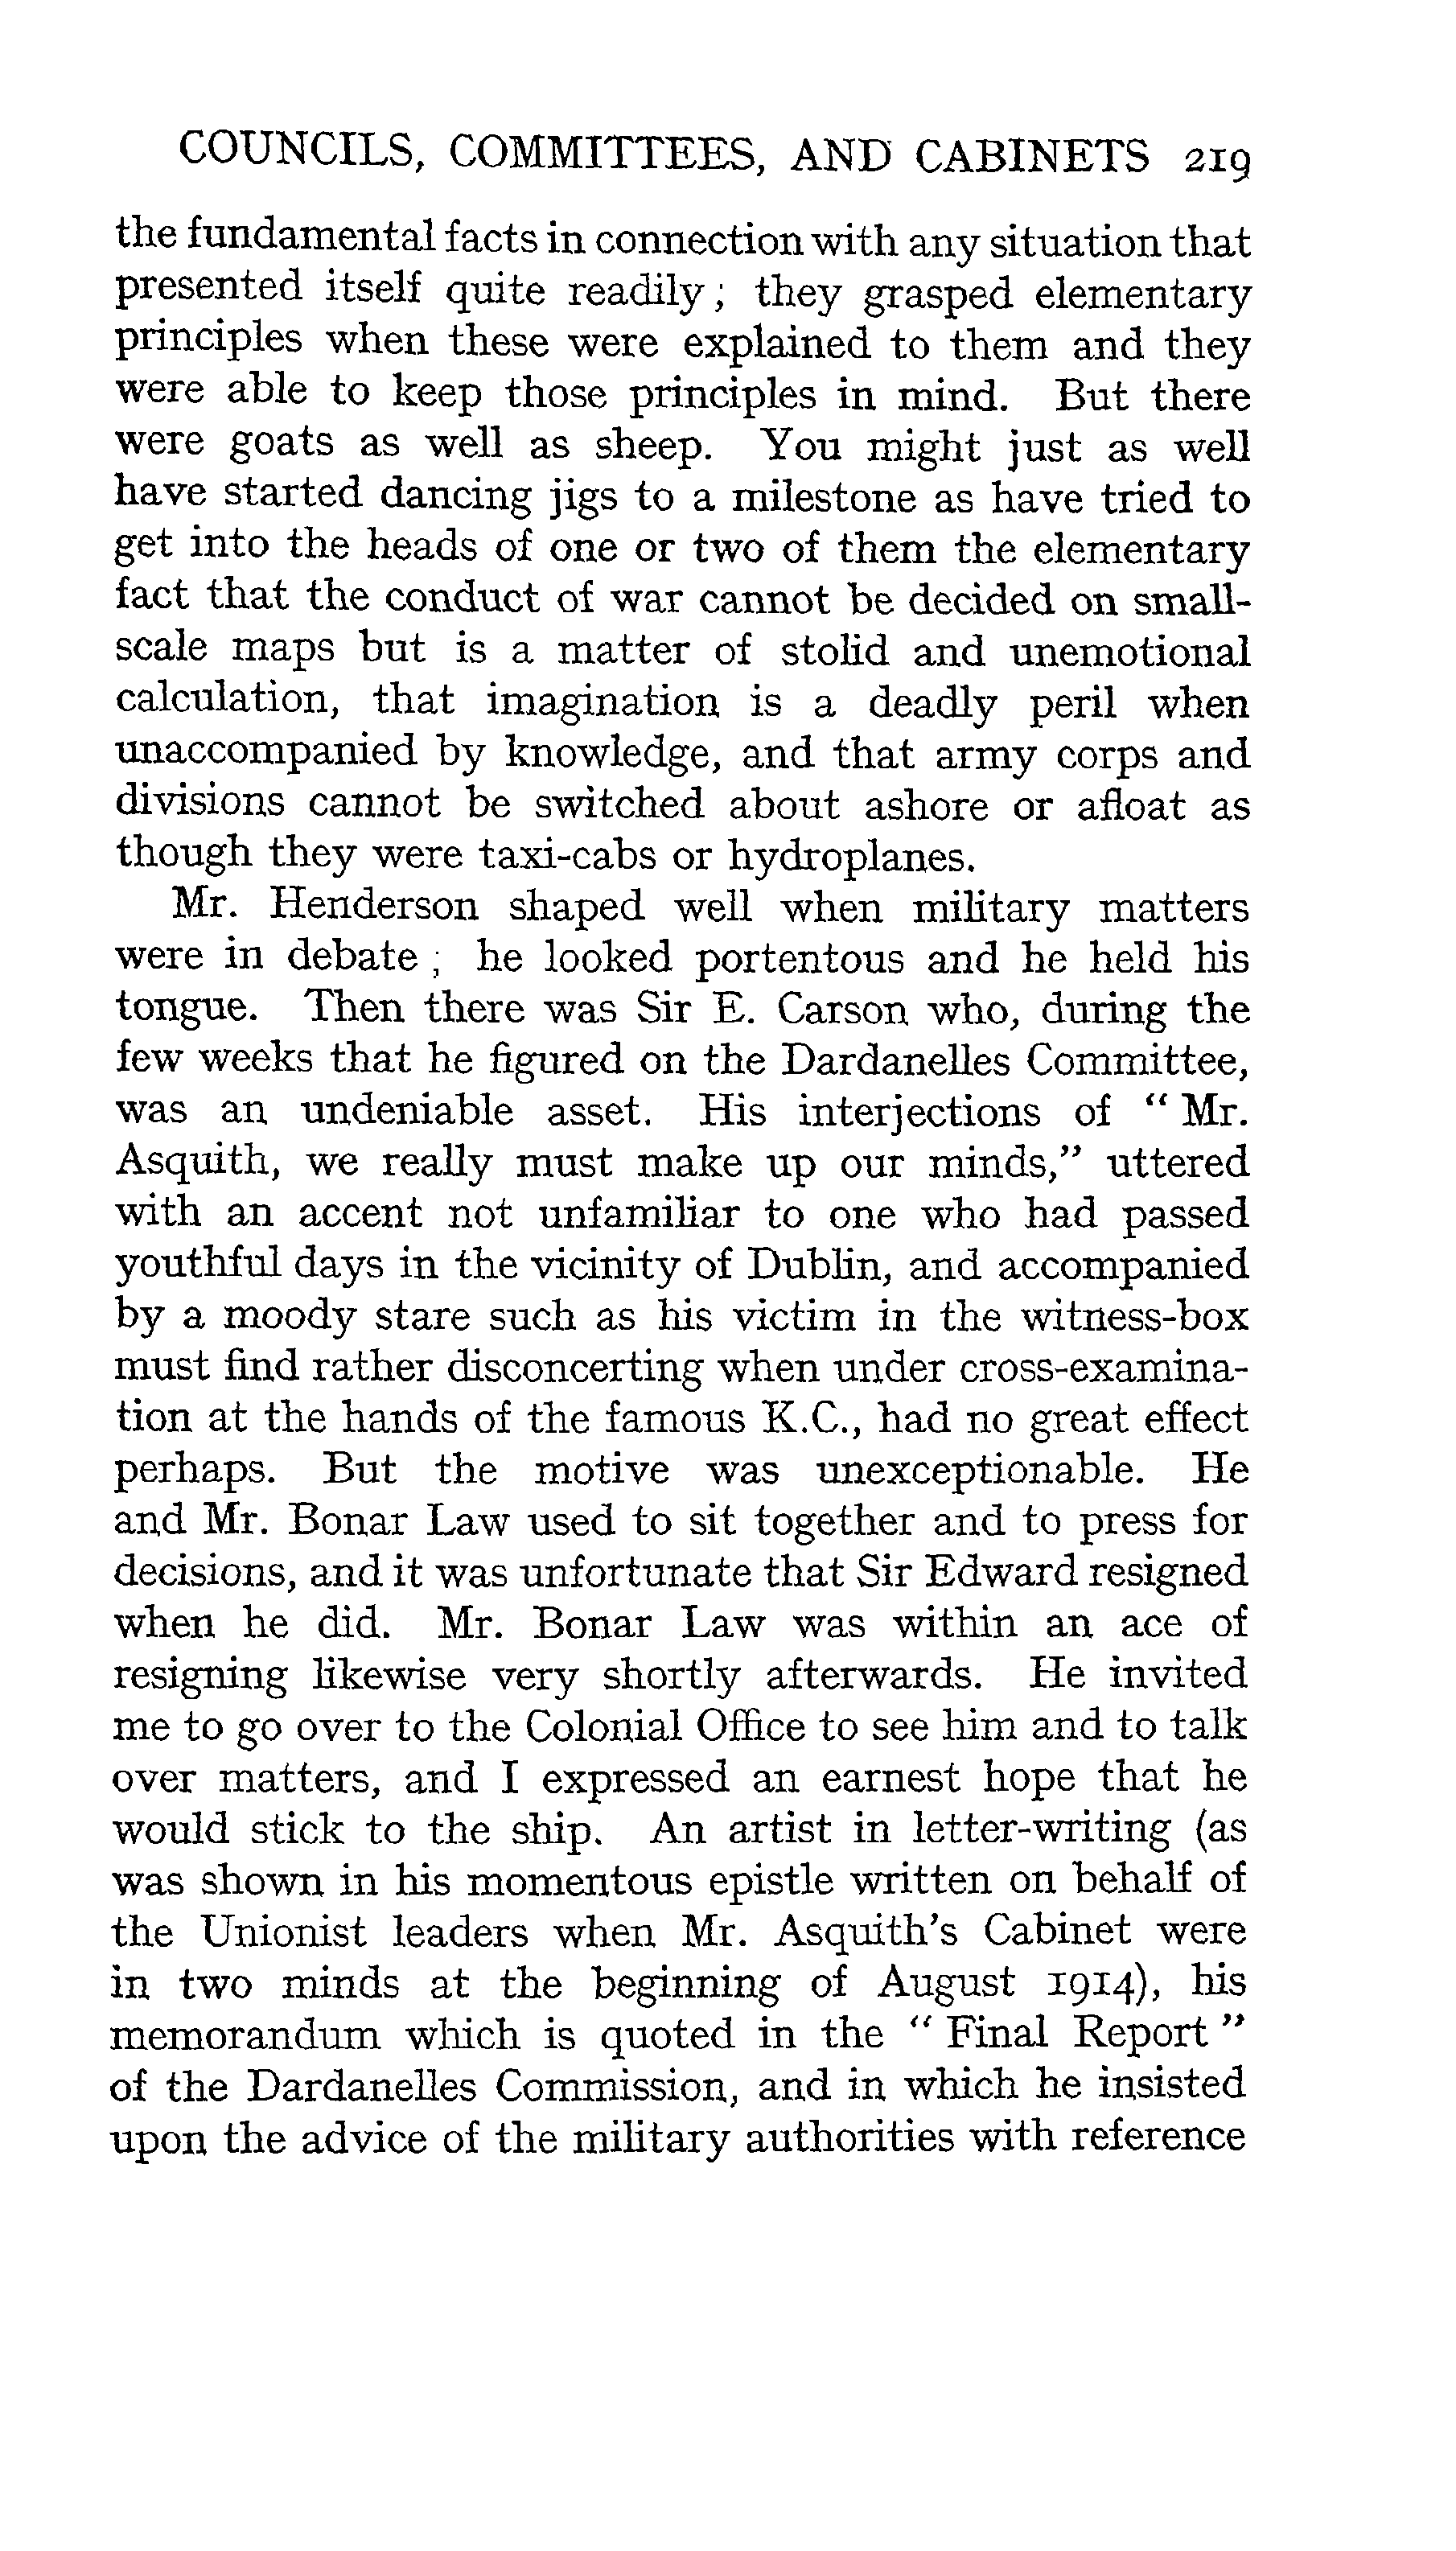 COUNCILS, COMMITTEES, AND CABINETS 219
the fundamental facts in connection with any situation that
presented itself quite readily; they grasped elementary
principles when these were explained to them and they
were able to keep those principles in mind. But there
were goats as well as sheep. You might just as well
have started dancing jigs to a milestone as have tried to
get into the heads of one or two of them the elementary
fact that the conduct of war cannot be decided on small-
scale maps but is a matter of stolid and unemotional
calculation, that imagination is a deadly peril when
unaccompanied by knowledge, and that army corps and
divisions cannot be switched about ashore or afloat as
though they were taxi-cabs or hydroplanes.
Mr. Henderson shaped well when military matters
were in debate; he looked portentous and he held his
tongue. Then there was Sir E. Carson who, during the
few weeks that he figured on the Dardanelles Committee,
was an undeniable asset. His interjections of "Mr.
Asquith, we really must make up our minds," uttered
with an accent not unfamiliar to one who had passed
youthful days in the vicinity of Dublin, and accompanied
by a moody stare such as his victim in the witness-box
must find rather disconcerting when under cross-examina-
tion at the hands of the famous K.C., had no great effect
perhaps. But the motive was unexceptionable. He
and Mr. Bonar Law used to sit together and to press for
decisions, and it was unfortunate that Sir Edward resigned
when he did. Mr. Bonar Law was within an ace of
resigning likewise very shortly afterwards. He invited
me to go over to the Colonial Office to see him and to talk
over matters, and I expressed an earnest hope that he
would stick to the ship. An artist in letter-writing (as
was shown in his momentous epistle written on behalf of
the Unionist leaders when Mr. Asquith's Cabinet were
in two minds at the beginning of August 1914), his
memorandum which is quoted in the "Final Report"
of the Dardanelles Commission, and in which he insisted
upon the advice of the military authorities with reference